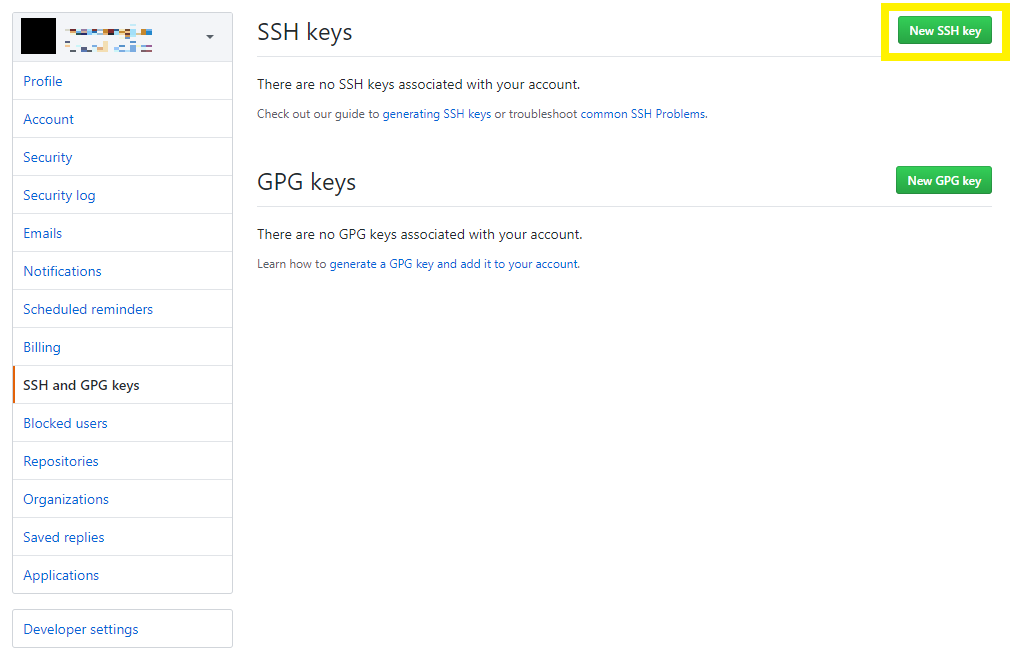 Profile
Account
Security
Security log
Emails
Notifications
Scheduled reminders
Billing
SSH and GPG keys
Blocked users
Repositories
Organizations
Saved replies
Applications
Developer settings
SSH keys
New SSH key
There are no SSH keys associated with your account.
Check out our guide to generating SSH keys or troubleshoot common SSH Problems.
GPG keys
New GPG key
There are no GPG keys associated with your account.
Learn how to generate a GPG key and add it to your account.